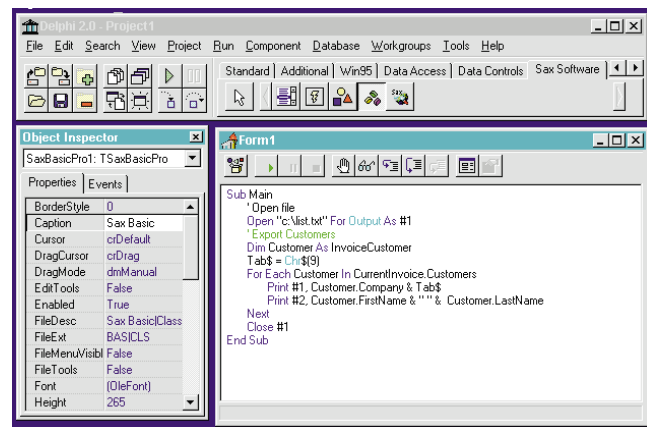 Delphi 2.0 - Project1
File Edit Search View Project Run Component Database Workgroups Tools Help
Standard Additional Win95 Data Access Data Controls Sax Software
Object Inspector
SaxBasicPro1: TSaxBasicPro
Properties Events
BorderStyle 0
Caption Sax Basic
Cursor crDefault
DragCursor crDrag
DragMode dmManual
EditTools False
Enabled True
FileDesc Sax Basic|Class
FileExt BAS|CLS
FileMenuVisibl False
FileTools False
Font (OleFont)
Height 265
Form1
Sub Main
' Open file
Open "c:\list.txt" For Output As #1
' Export Customers
Dim Customer As InvoiceCustomer
Tab$ = Chr$(9)
For Each Customer In CurrentInvoice.Customers
Print #1, Customer.Company & Tab$
Print #2, Customer.FirstName & " " & Customer.LastName
Next
Close #1
End Sub